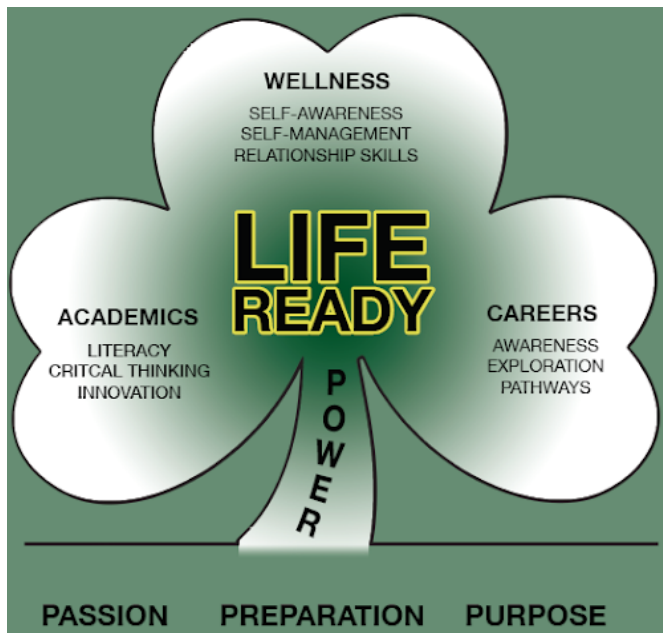 WELLNESS
SELF-AWARENESS
SELF-MANAGEMENT
RELATIONSHIP SKILLS
LIFE
READY
ACADEMICS
LITERACY
CRITCAL THINKING
INNOVATION
CAREERS
AWARENESS
EXPLORATION
PATHWAYS
POWER
PASSION PREPARATION PURPOSE